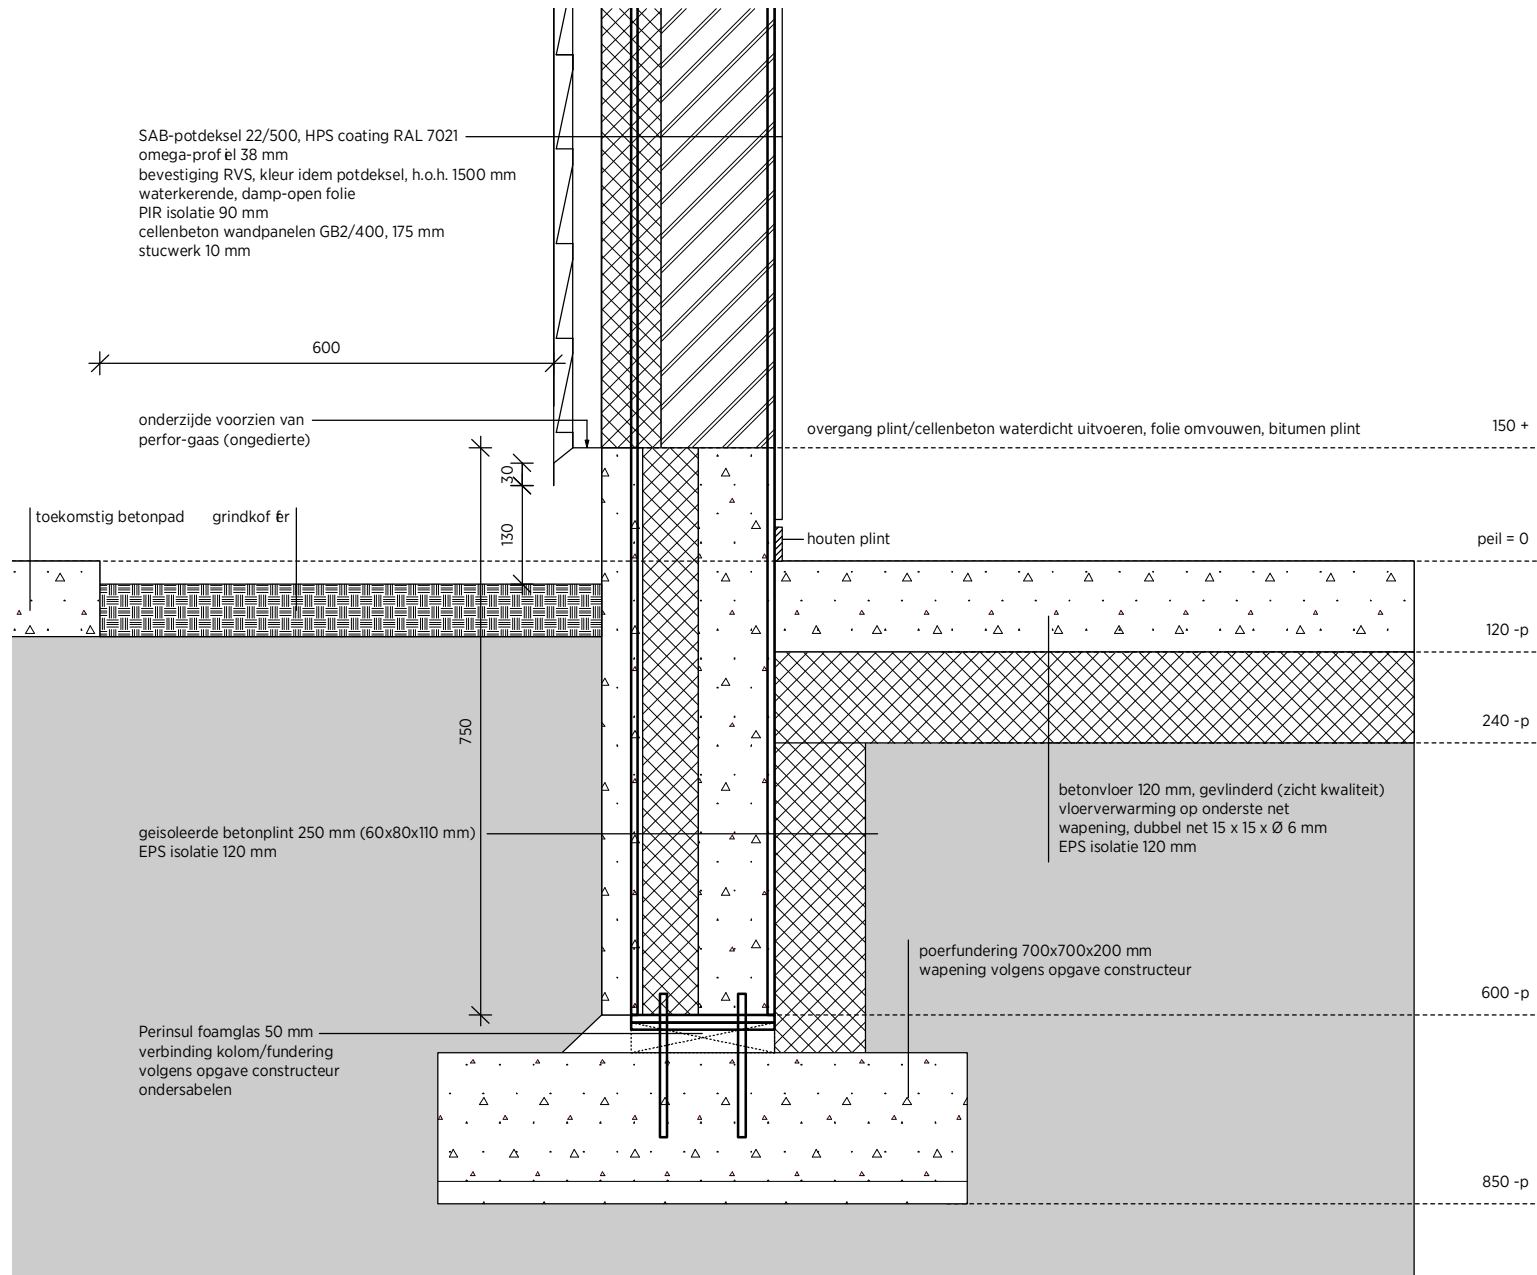 SAB-potdeksel 22/500, HPS coating RAL 7021
omega-profiel 38 mm
bevestiging RVS, kleur idem potdeksel, h.o.h. 1500 mm
waterkerende, damp-open folie
PIR isolatie 90 mm
cellenbeton wandpanelen GB2/400, 175 mm
stucwerk 10 mm
600
onderzijde voorzien van
perfor-gaas (ongedierte)
overgang plint/cellenbeton waterdicht uitvoeren, folie omvouwen, bitumen plint
150 +
30
toekomstig betonpad
grindkoffer
130
houten plint
peil = 0
120 -p
240 -p
750
betonvloer 120 mm, gevlinderd (zicht kwaliteit)
vloerverwarming op onderste net
wapening, dubbel net 15 x 15 x Ø 6 mm
EPS isolatie 120 mm
geisoleerde betonplint 250 mm (60x80x110 mm)
EPS isolatie 120 mm
poerfundering 700x700x200 mm
wapening volgens opgave constructeur
600 -p
Perinsul foamglas 50 mm
verbinding kolom/fundering
volgens opgave constructeur
ondersabelen
850 -p